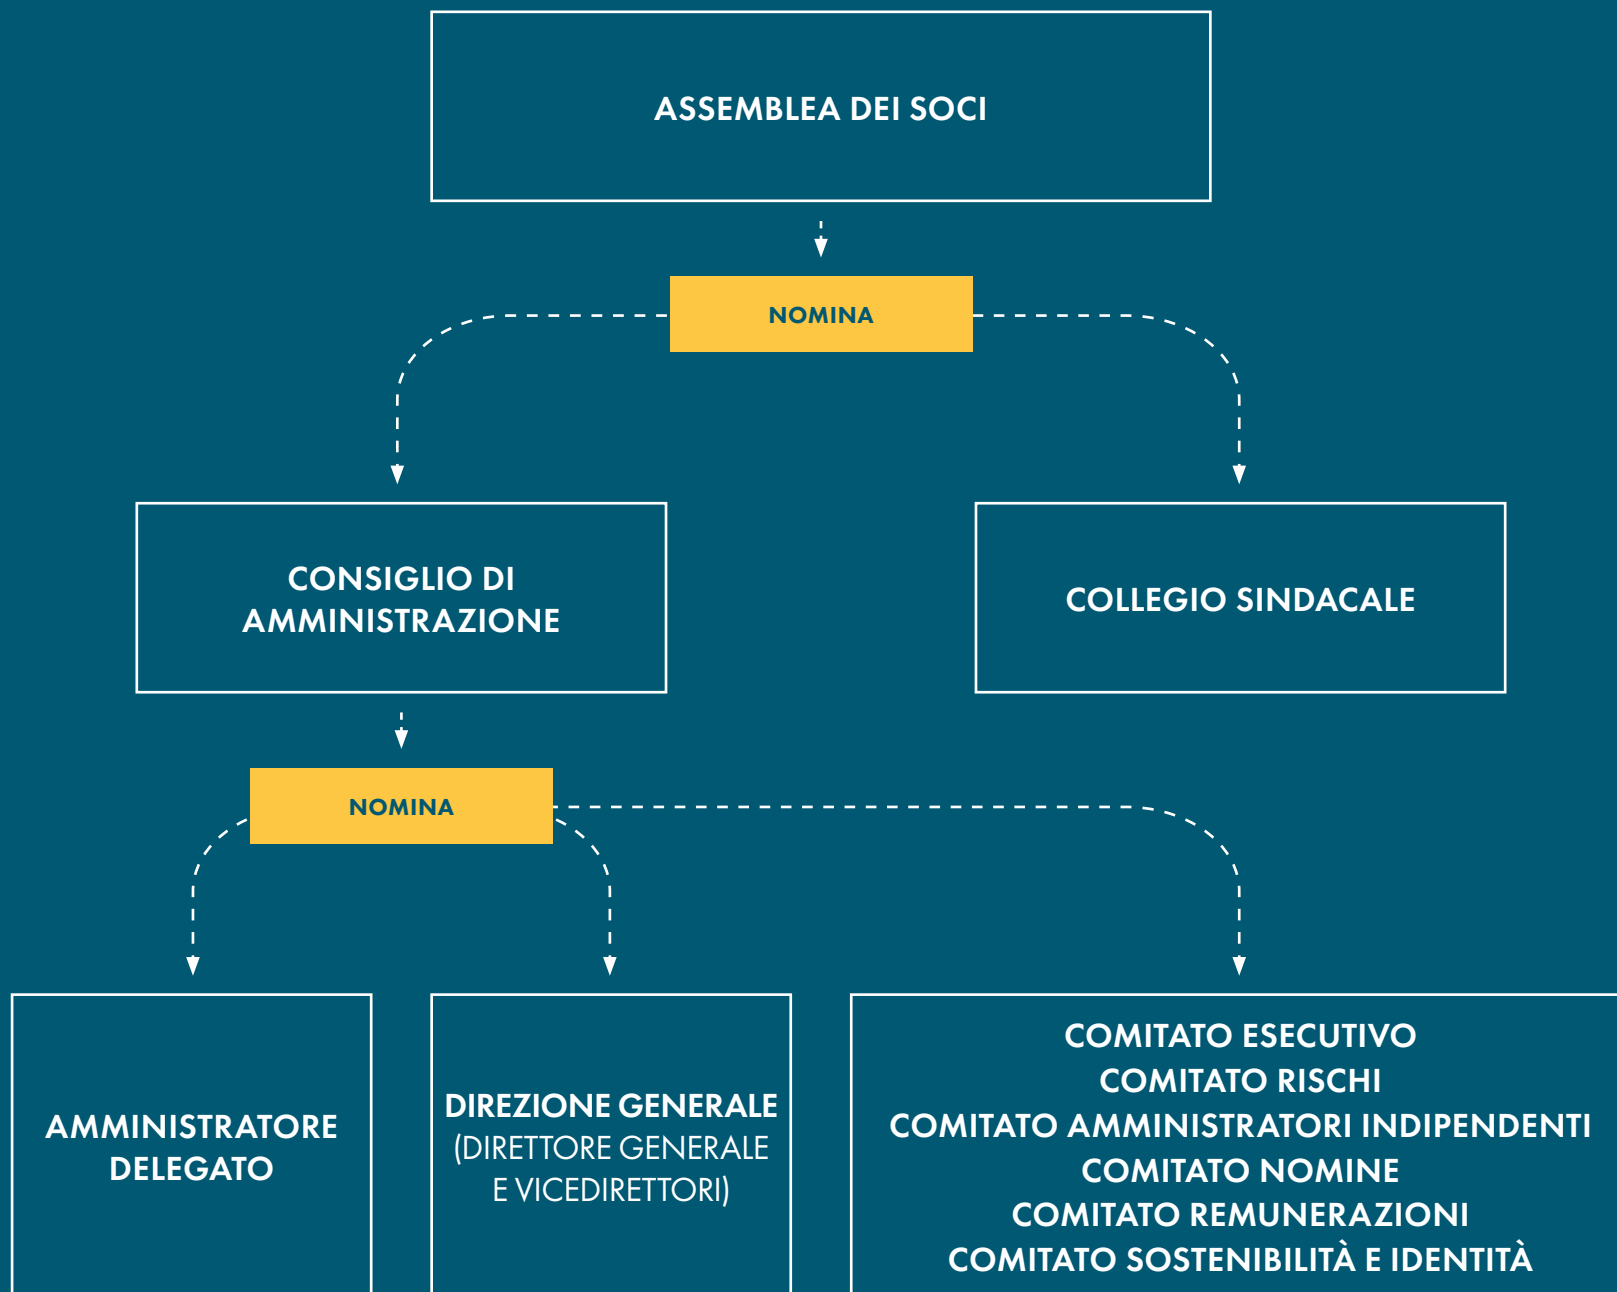 ASSEMBLEA DEI SOCI
NOMINA
CONSIGLIO DI
AMMINISTRAZIONE
COLLEGIO SINDACALE
NOMINA
AMMINISTRATORE
DELEGATO
DIREZIONE GENERALE
(DIRETTORE GENERALE
E VICEDIRETTORI)
COMITATO ESECUTIVO
COMITATO RISCHI
COMITATO AMMINISTRATORI INDIPENDENTI
COMITATO NOMINE
COMITATO REMUNERAZIONI
COMITATO SOSTENIBILITÀ E IDENTITÀ